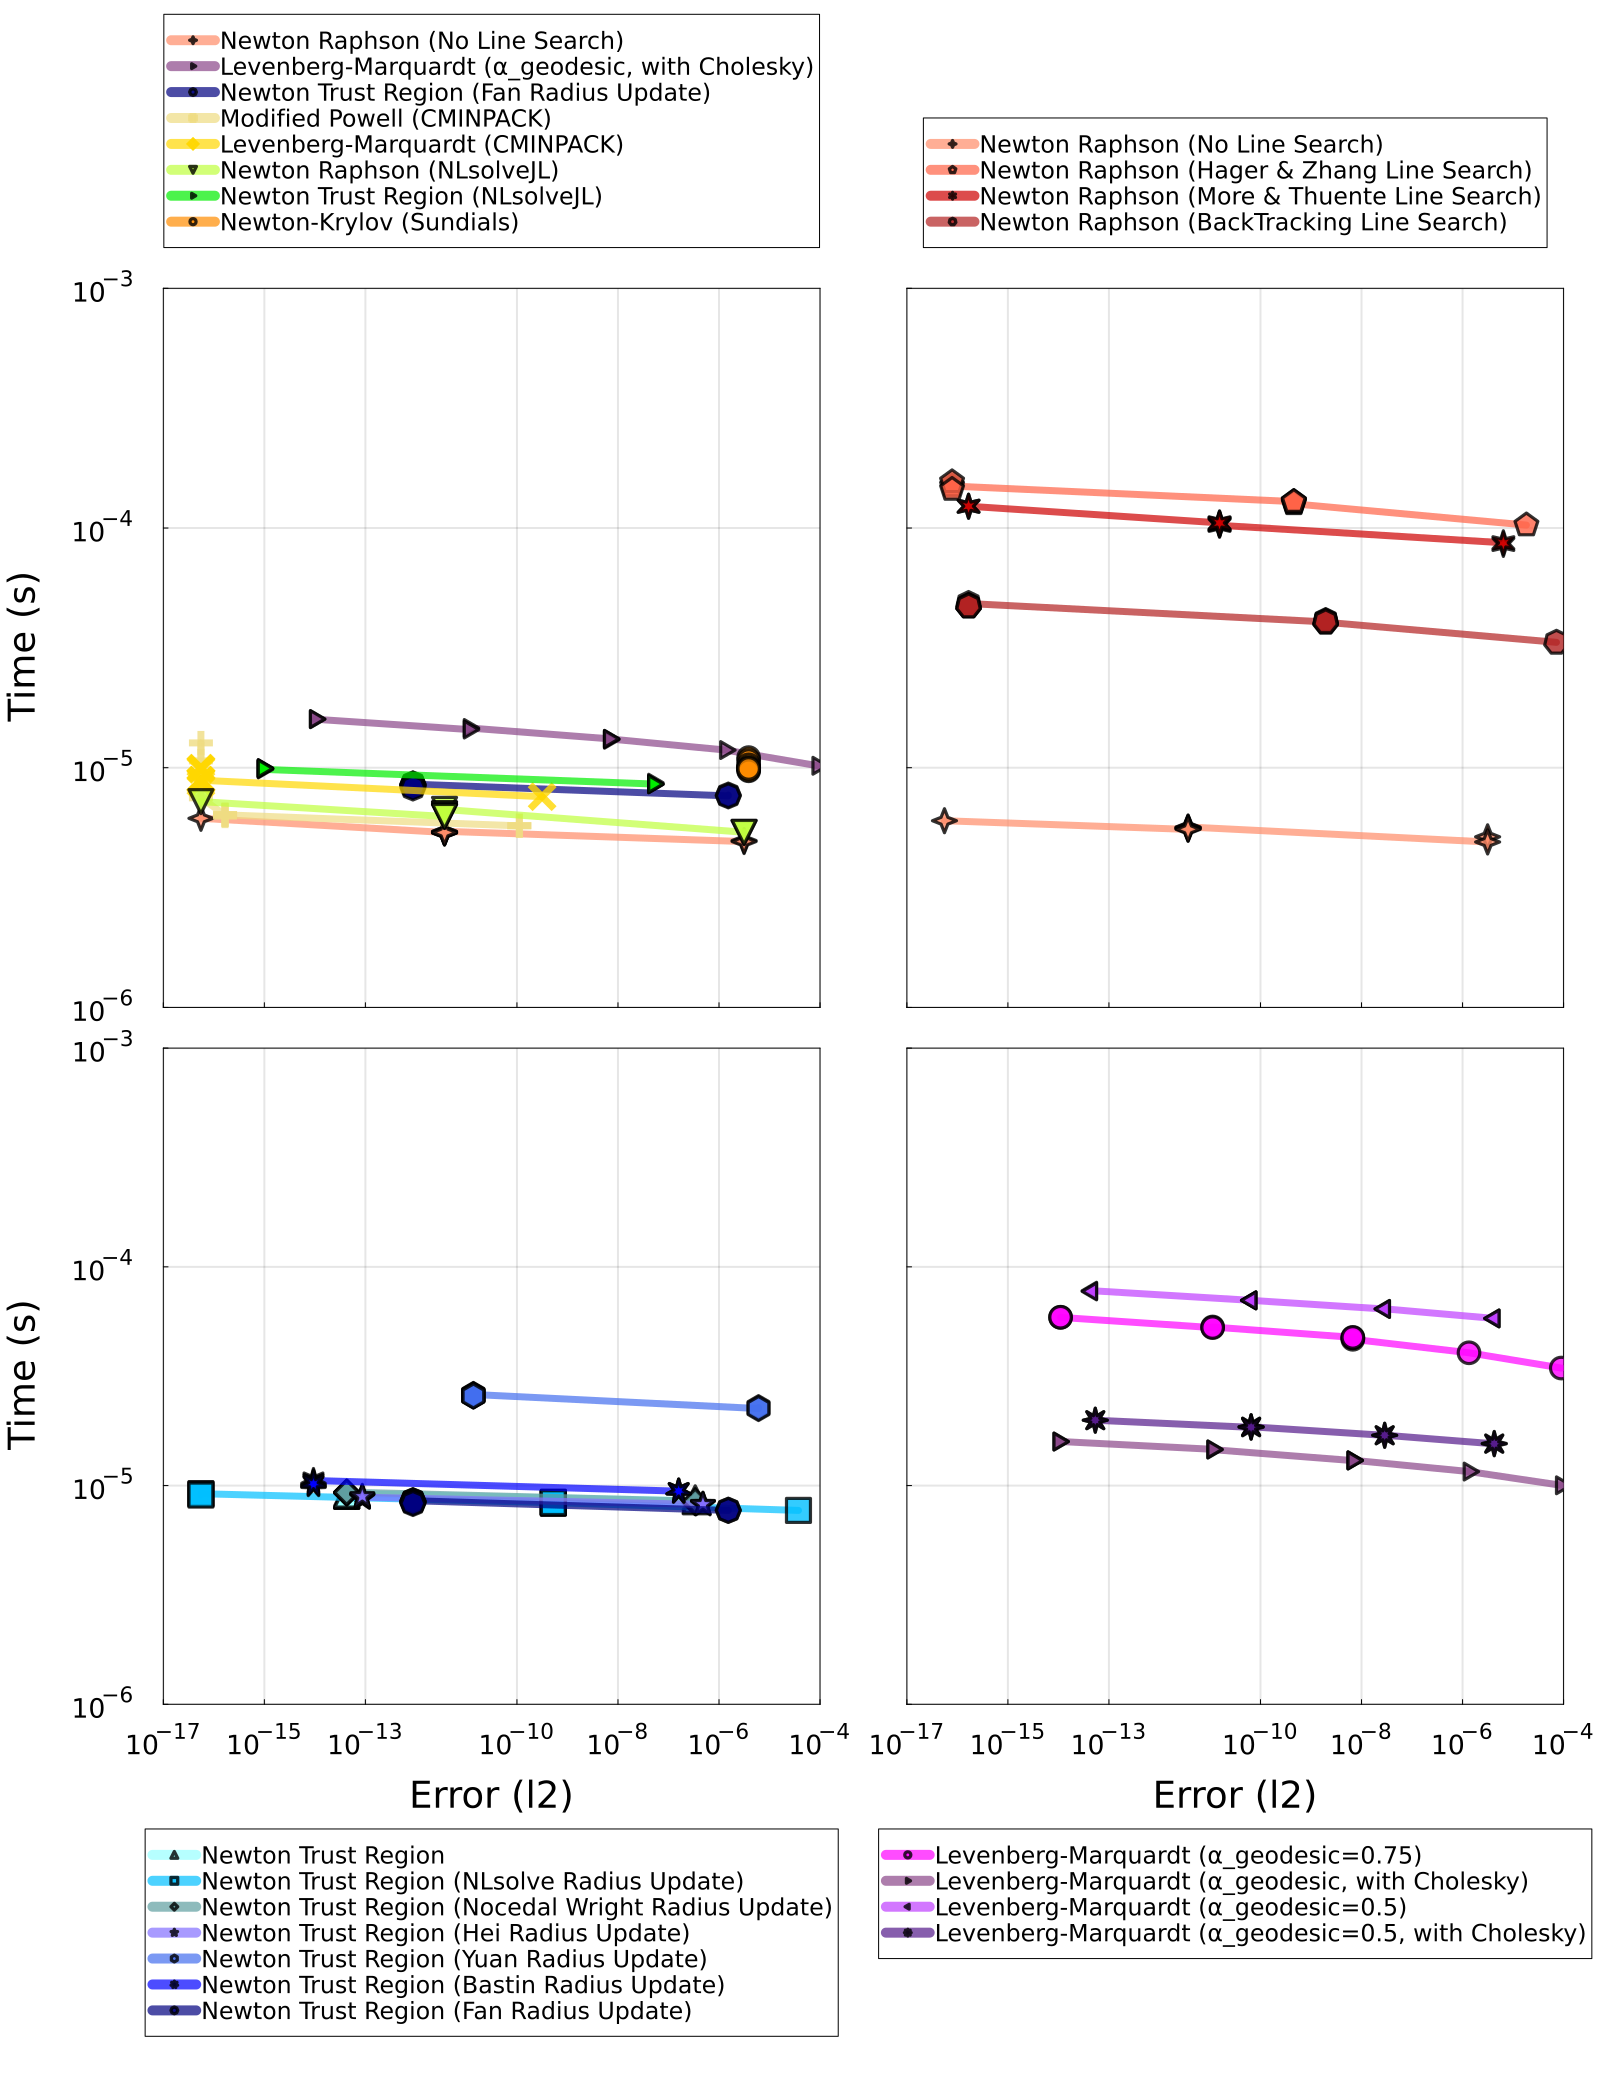 Newton Raphson (No Line Search)
Levenberg-Marquardt (α_geodesic, with Cholesky)
Newton Trust Region (Fan Radius Update)
Modified Powell (CMINPACK)
Levenberg-Marquardt (CMINPACK)
Newton Raphson (NLsolveJL)
Newton Trust Region (NLsolveJL)
Newton-Krylov (Sundials)
Newton Raphson (No Line Search)
Newton Raphson (Hager & Zhang Line Search)
Newton Raphson (More & Thuente Line Search)
Newton Raphson (BackTracking Line Search)
10⁻³
10⁻⁴
10⁻⁵
10⁻⁶
Time (s)
10⁻³
10⁻⁴
10⁻⁵
10⁻⁶
Time (s)
10⁻¹⁷ 10⁻¹⁵ 10⁻¹³ 10⁻¹⁰ 10⁻⁸ 10⁻⁶ 10⁻⁴
Error (l2)
10⁻¹⁷ 10⁻¹⁵ 10⁻¹³ 10⁻¹⁰ 10⁻⁸ 10⁻⁶ 10⁻⁴
Error (l2)
Newton Trust Region
Newton Trust Region (NLsolve Radius Update)
Newton Trust Region (Nocedal Wright Radius Update)
Newton Trust Region (Hei Radius Update)
Newton Trust Region (Yuan Radius Update)
Newton Trust Region (Bastin Radius Update)
Newton Trust Region (Fan Radius Update)
Levenberg-Marquardt (α_geodesic=0.75)
Levenberg-Marquardt (α_geodesic, with Cholesky)
Levenberg-Marquardt (α_geodesic=0.5)
Levenberg-Marquardt (α_geodesic=0.5, with Cholesky)